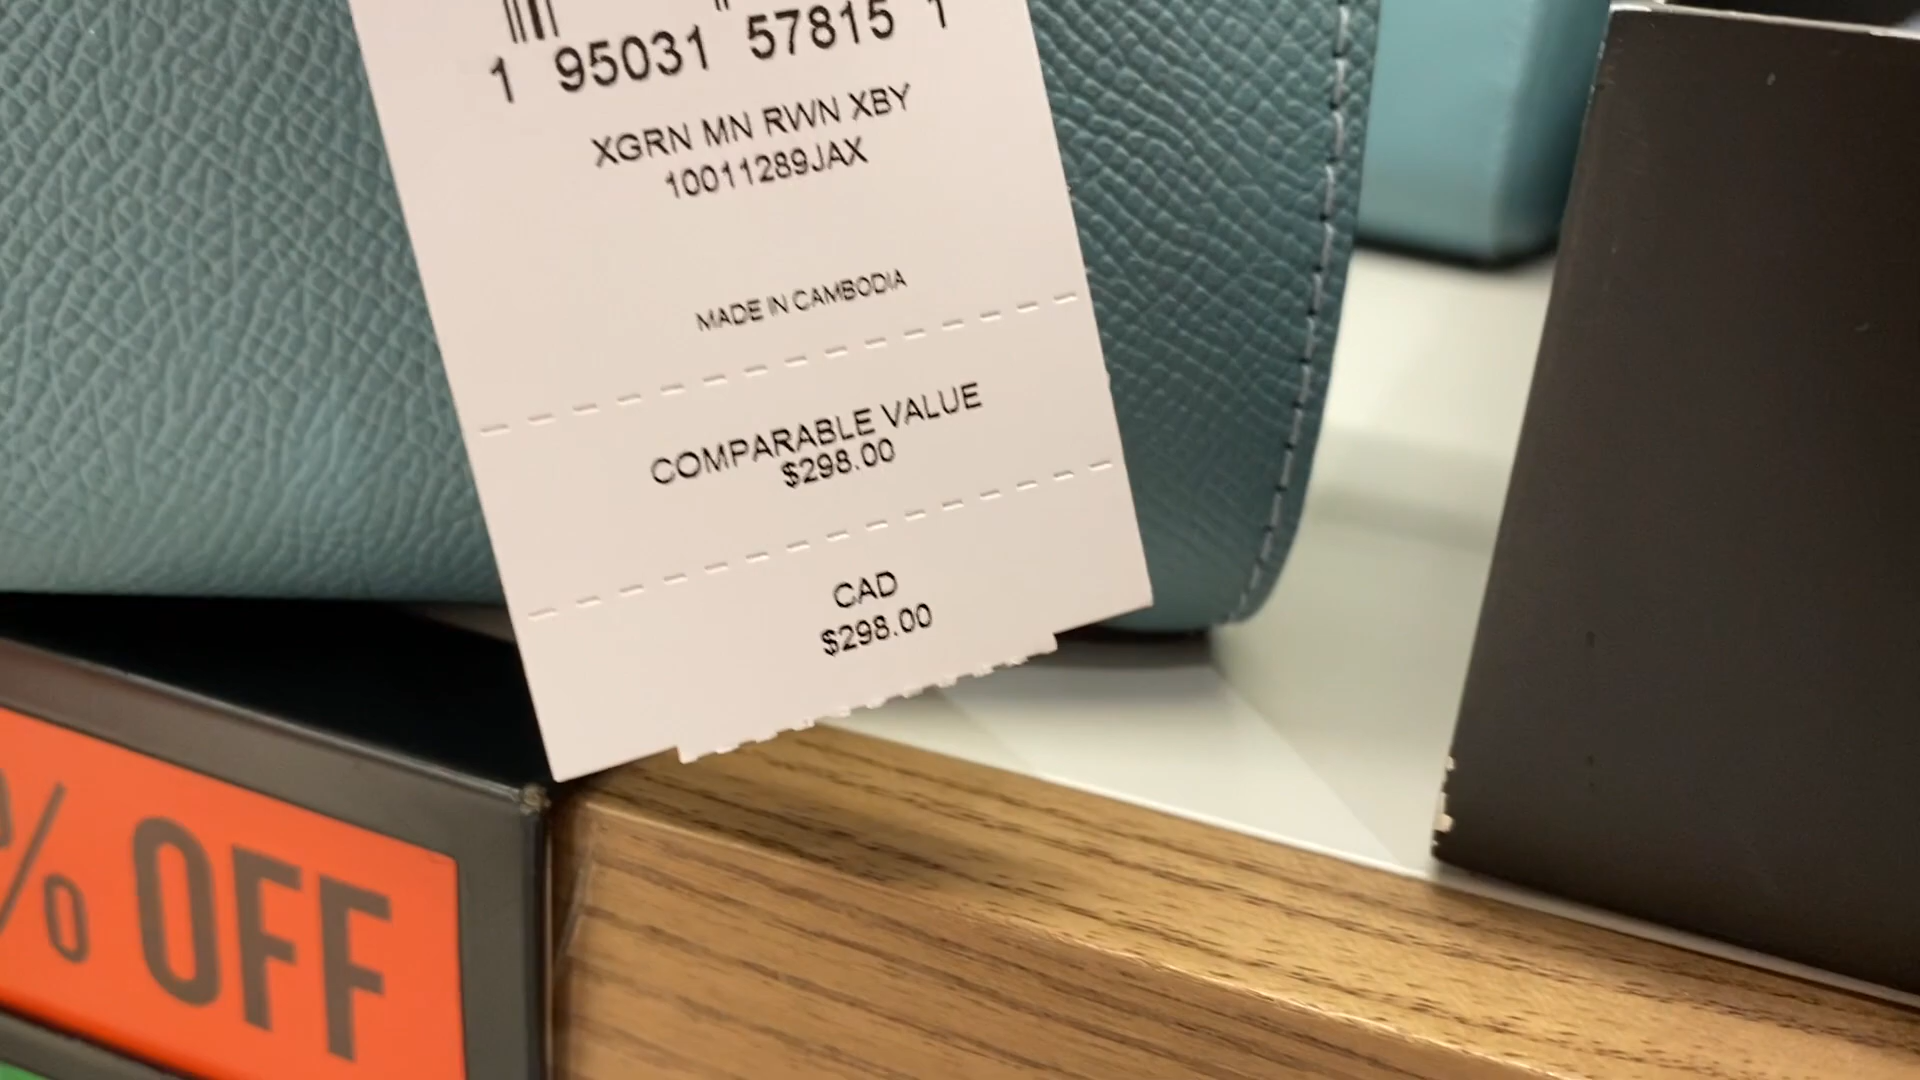 1 95031 57815 1
XGRN MN RWN XBY
10011289JAX
MADE IN CAMBODIA
COMPARABLE VALUE
$298.00
CAD
$298.00
% OFF